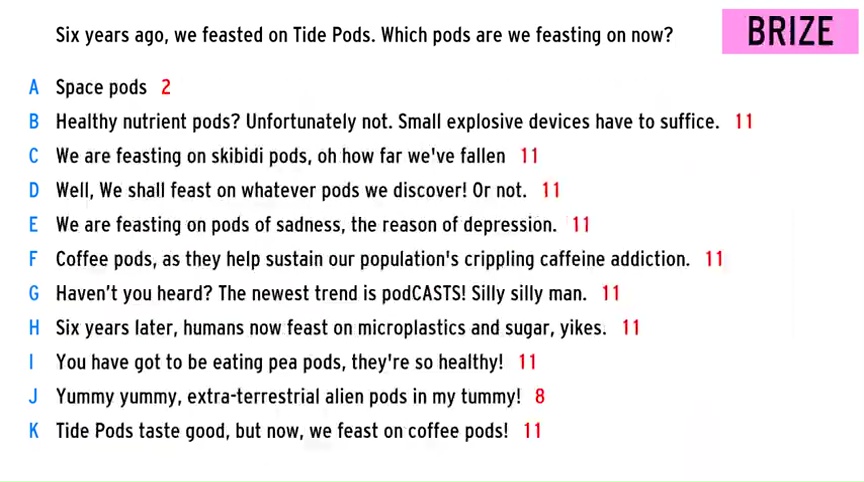 Six years ago, we feasted on Tide Pods. Which pods are we feasting on now?
BRIZE
A Space pods 2
B Healthy nutrient pods? Unfortunately not. Small explosive devices have to suffice. 11
C We are feasting on skibidi pods, oh how far we've fallen 11
D Well, We shall feast on whatever pods we discover! Or not. 11
E We are feasting on pods of sadness, the reason of depression. 11
F Coffee pods, as they help sustain our population's crippling caffeine addiction. 11
G Haven’t you heard? The newest trend is podCASTS! Silly silly man. 11
H Six years later, humans now feast on microplastics and sugar, yikes. 11
I You have got to be eating pea pods, they're so healthy! 11
J Yummy yummy, extra-terrestrial alien pods in my tummy! 8
K Tide Pods taste good, but now, we feast on coffee pods! 11